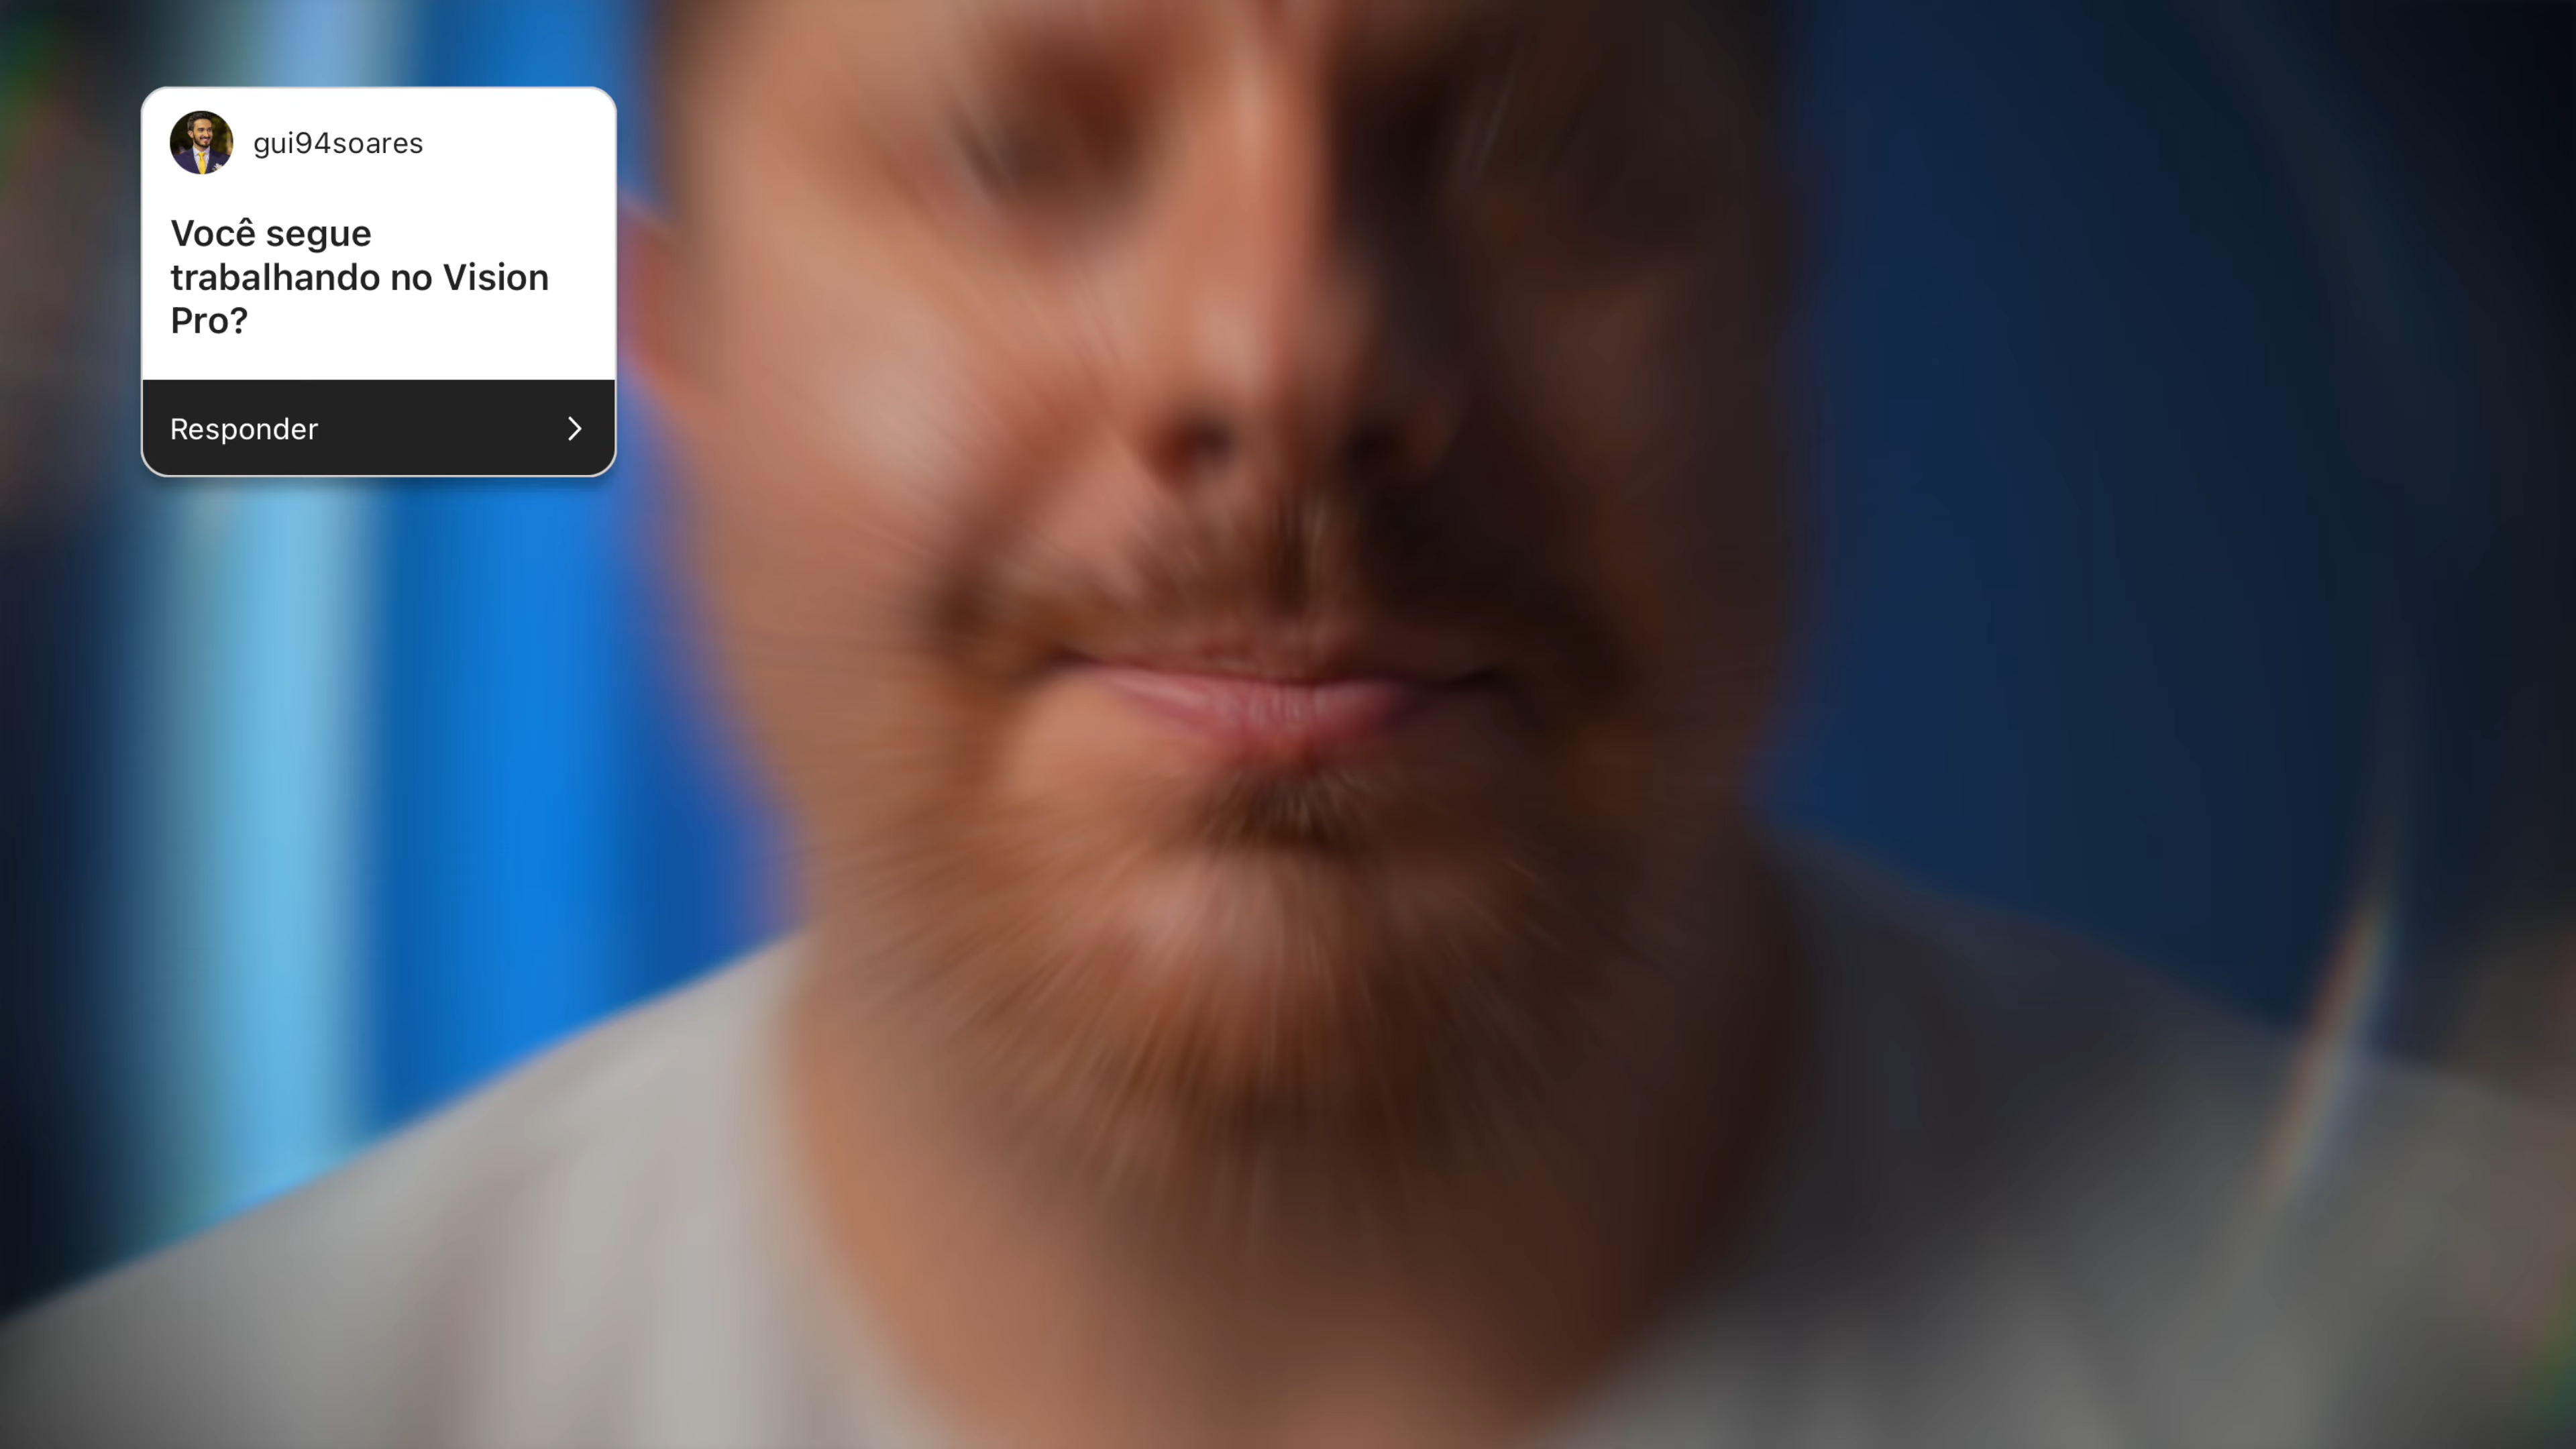 gui94soares
Você segue
trabalhando no Vision
Pro?
Responder